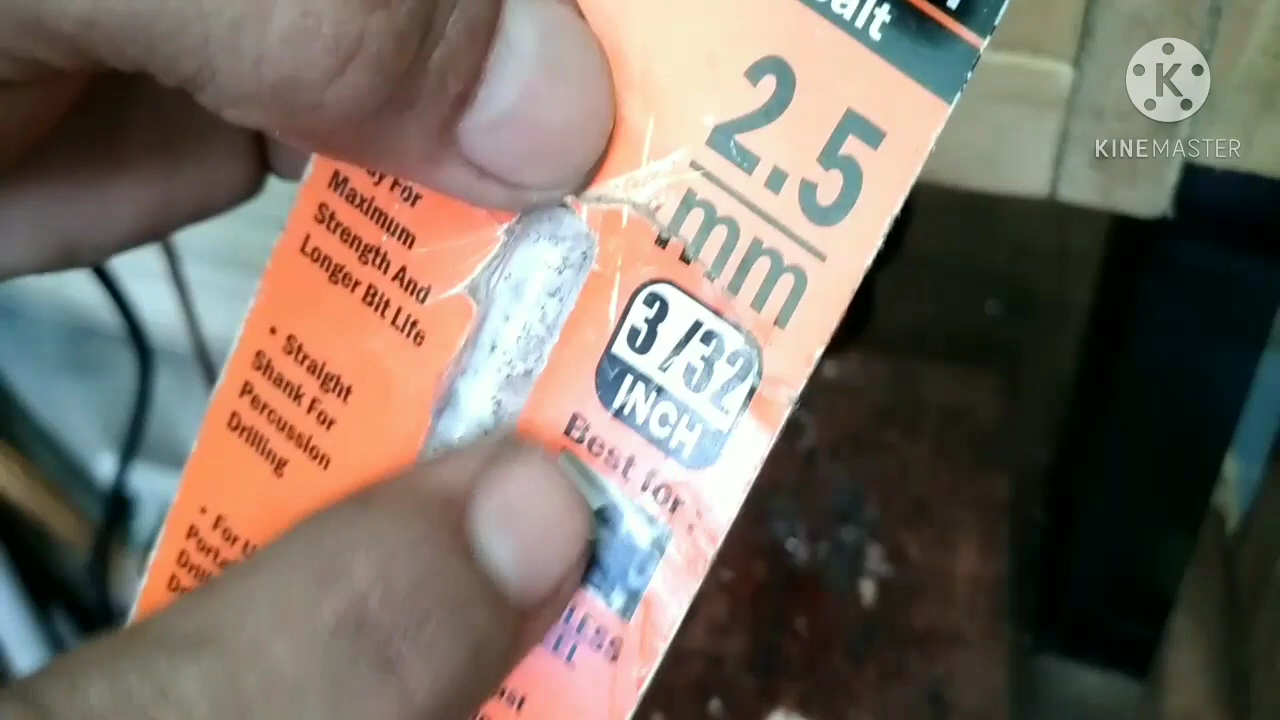 2.5
mm
3/32
INCH
Best for :
For
Maximum
Strength And
Longer Bit Life
• Straight
Shank For
Percussion
Drilling
• For
KINEMASTER